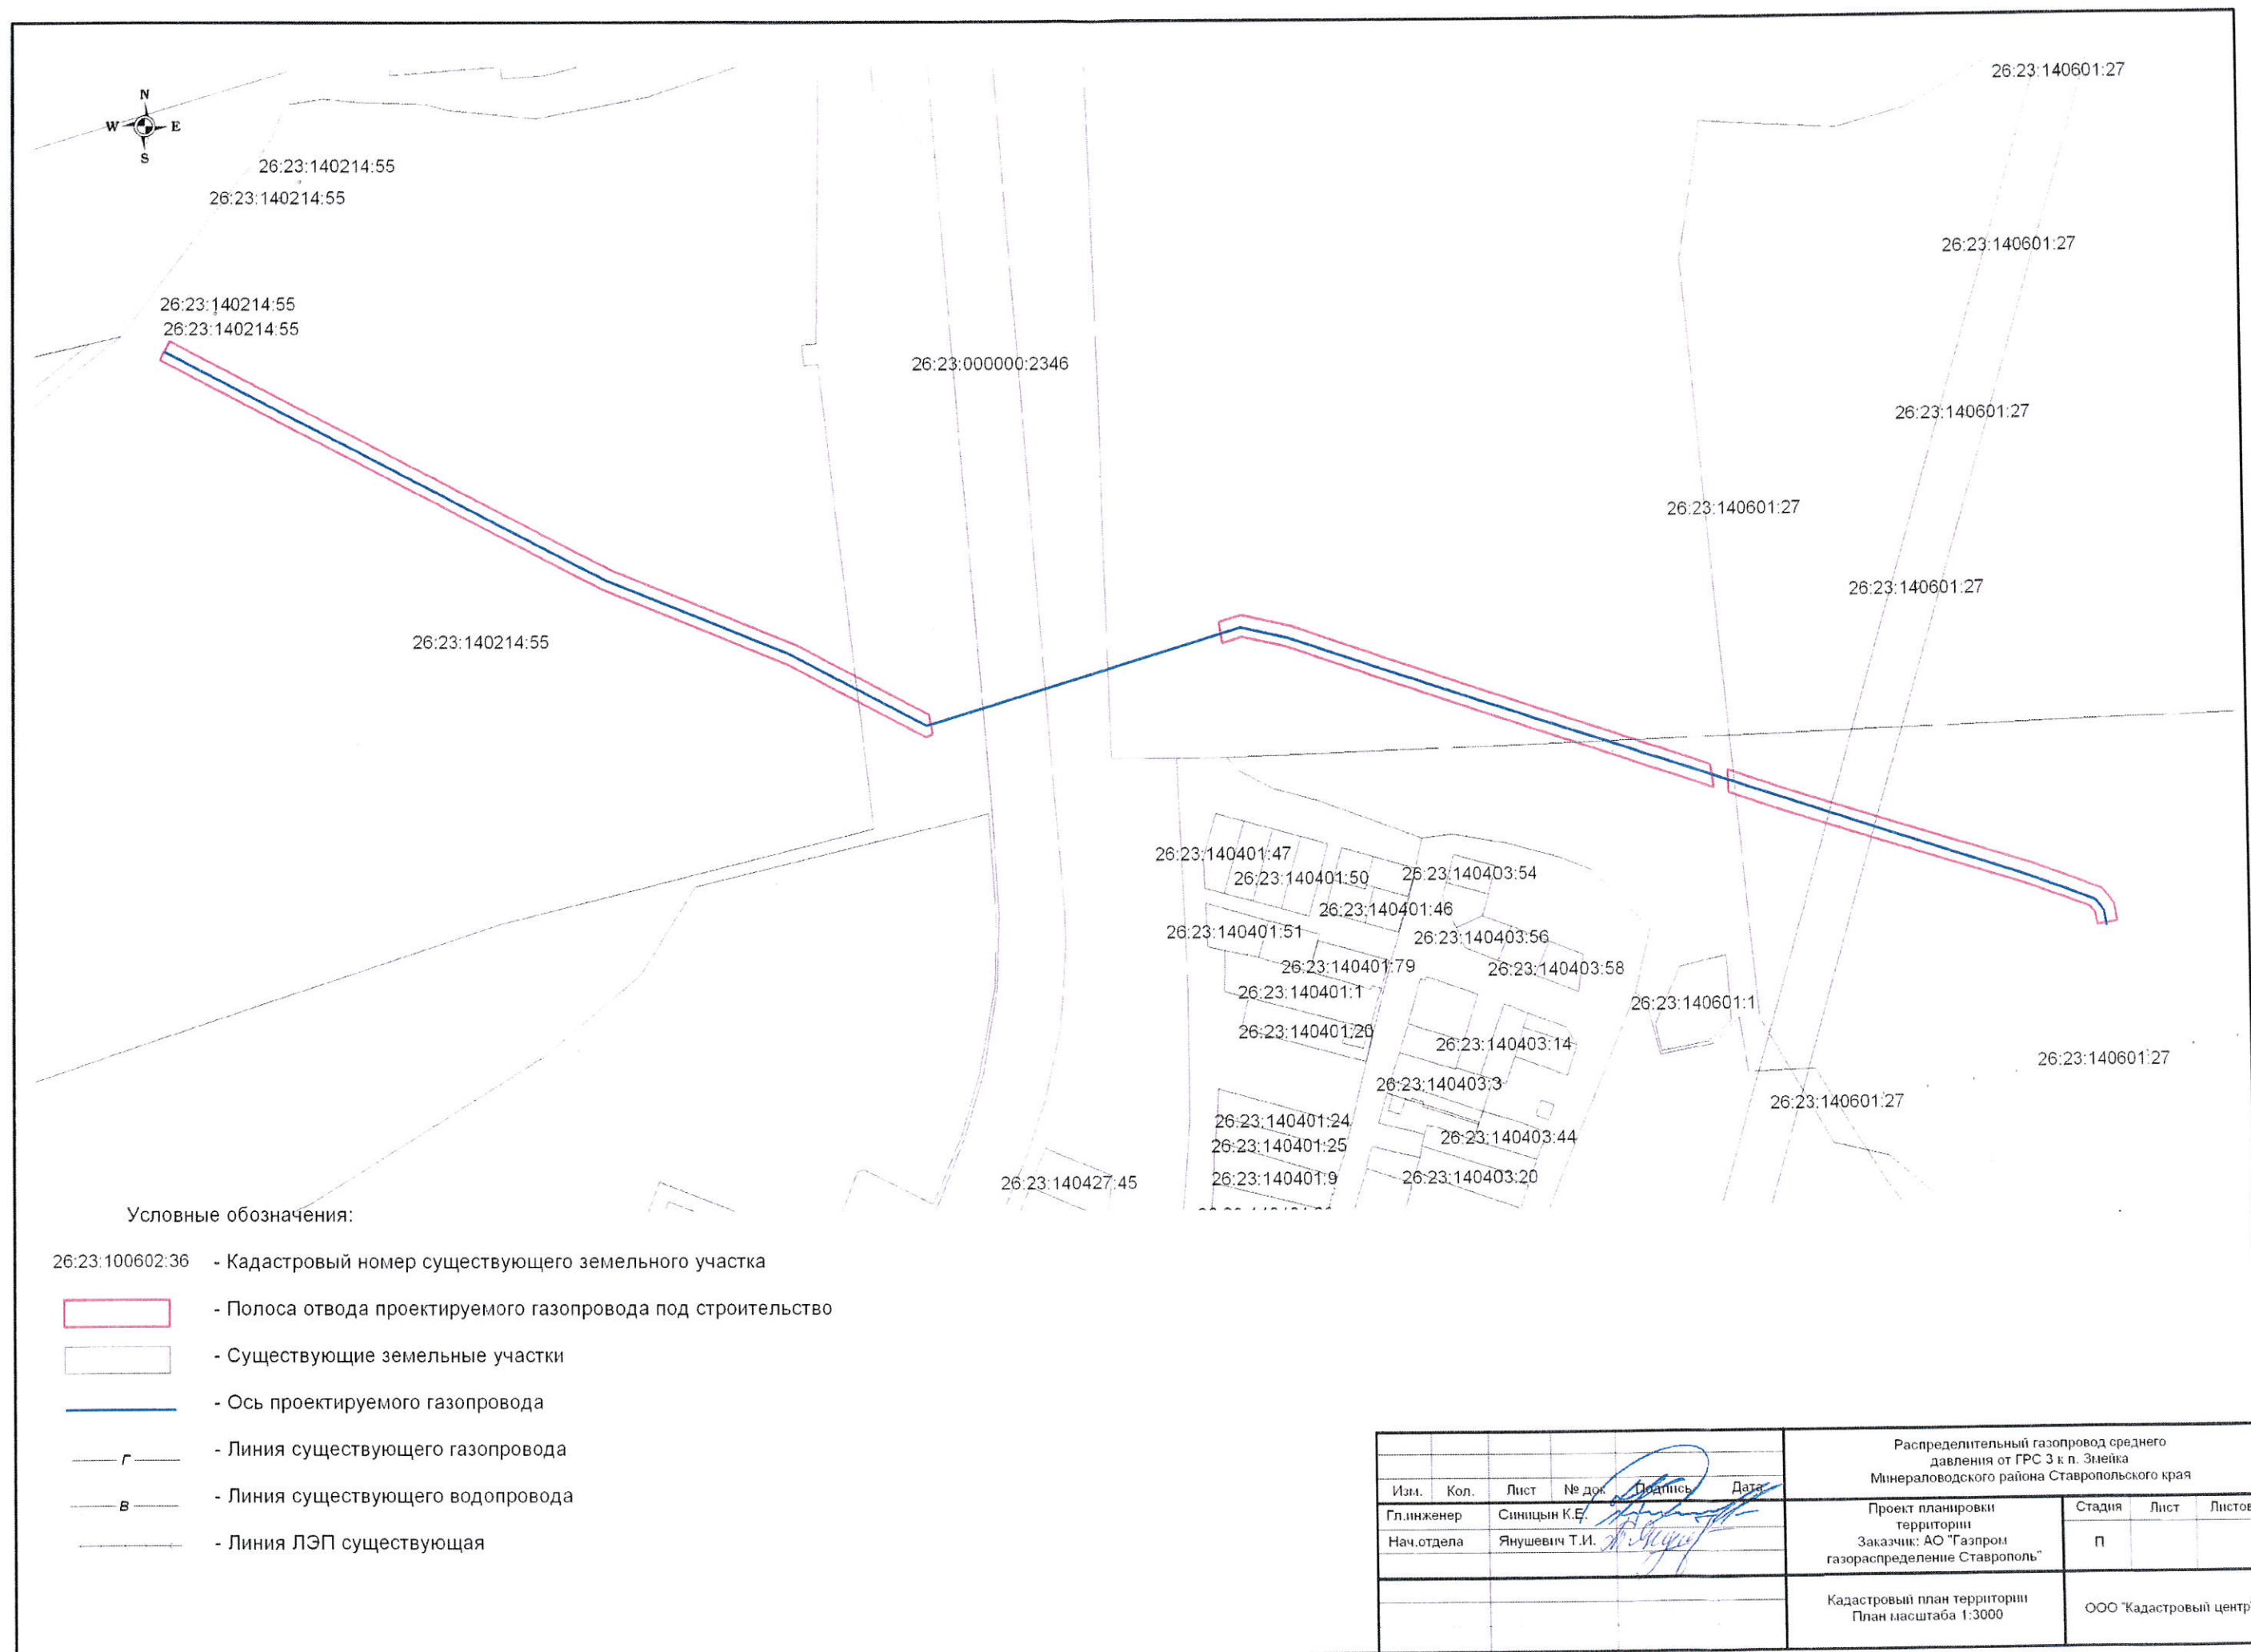 26:23:140601:27
N
W E
S
26:23:140214:55
26:23:140214:55
26:23:140601:27
26:23:140214:55
26:23:140214:55
26:23:000000:2346
26:23:140601:27
26:23:140601:27
26:23:140601:27
26:23:140214:55
26:23:140401:47
26:23:140401:50
26:23:140403:54
26:23:140401:46
26:23:140401:51
26:23:140403:56
26:23:140401:79
26:23:140403:58
26:23:140401:1
26:23:140601:1
26:23:140401:20
26:23:140403:14
26:23:140601:27
26:23:140403:3
26:23:140601:27
26:23:140401:24
26:23:140401:25
26:23:140403:44
26:23:140401:9
26:23:140403:20
26:23:140427:45
Условные обозначения:
26:23:100602:36 - Кадастровый номер существующего земельного участка
- Полоса отвода проектируемого газопровода под строительство
- Существующие земельные участки
- Ось проектируемого газопровода
Г - Линия существующего газопровода
В - Линия существующего водопровода
- Линия ЛЭП существующая
Изм. Кол. Лист № док Подпись Дата
Гл.инженер Синицын К.Е.
Нач.отдела Янушевич Т.И.
Распределительный газопровод среднего
давления от ГРС 3 к п. Змейка
Минераловодского района Ставропольского края
Проект планировки
территории
Заказчик: АО "Газпром
газораспределение Ставрополь"
Стадия Лист Листов
П
Кадастровый план территории
План масштаба 1:3000
ООО "Кадастровый центр"